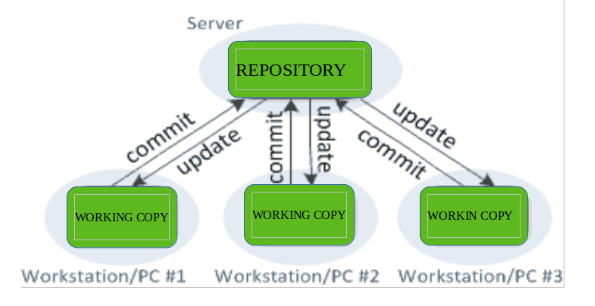 Server
REPOSITORY
commit
update
commit
update
commit
update
WORKING COPY
WORKING COPY
WORKIN COPY
Workstation/PC #1
Workstation/PC #2
Workstation/PC #3